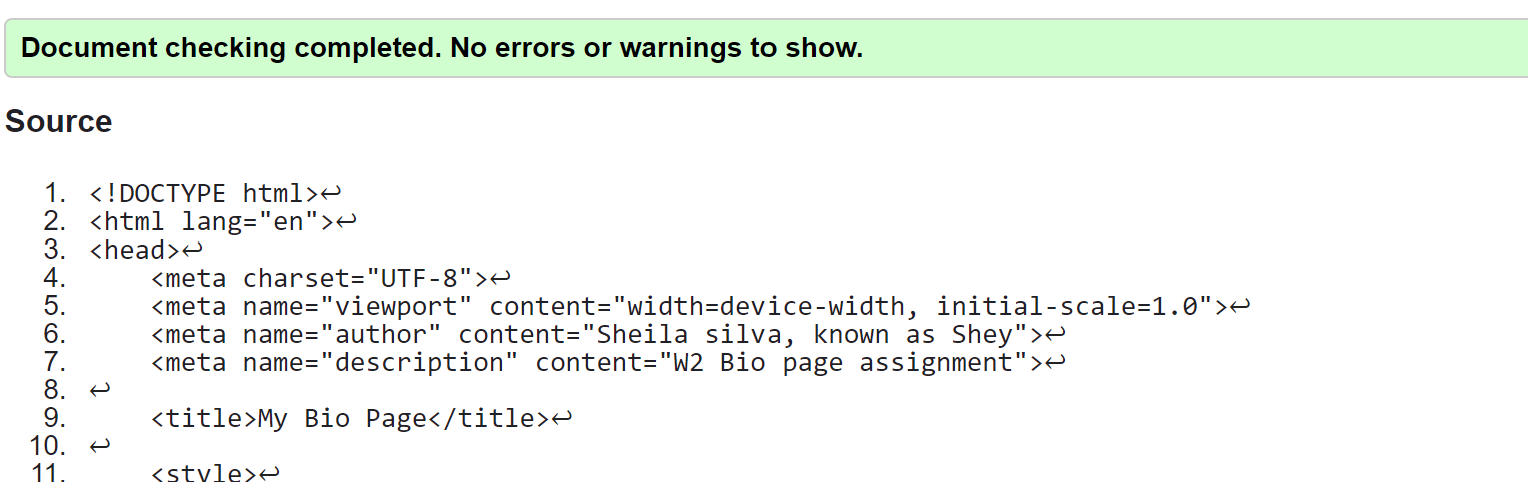 Document checking completed. No errors or warnings to show.
Source
1. <!DOCTYPE html>↩
2. <html lang="en">↩
3. <head>↩
4.     <meta charset="UTF-8">↩
5.     <meta name="viewport" content="width=device-width, initial-scale=1.0">↩
6.     <meta name="author" content="Sheila silva, known as Shey">↩
7.     <meta name="description" content="W2 Bio page assignment">↩
8. ↩
9.     <title>My Bio Page</title>↩
10. ↩
11.     <style>↩